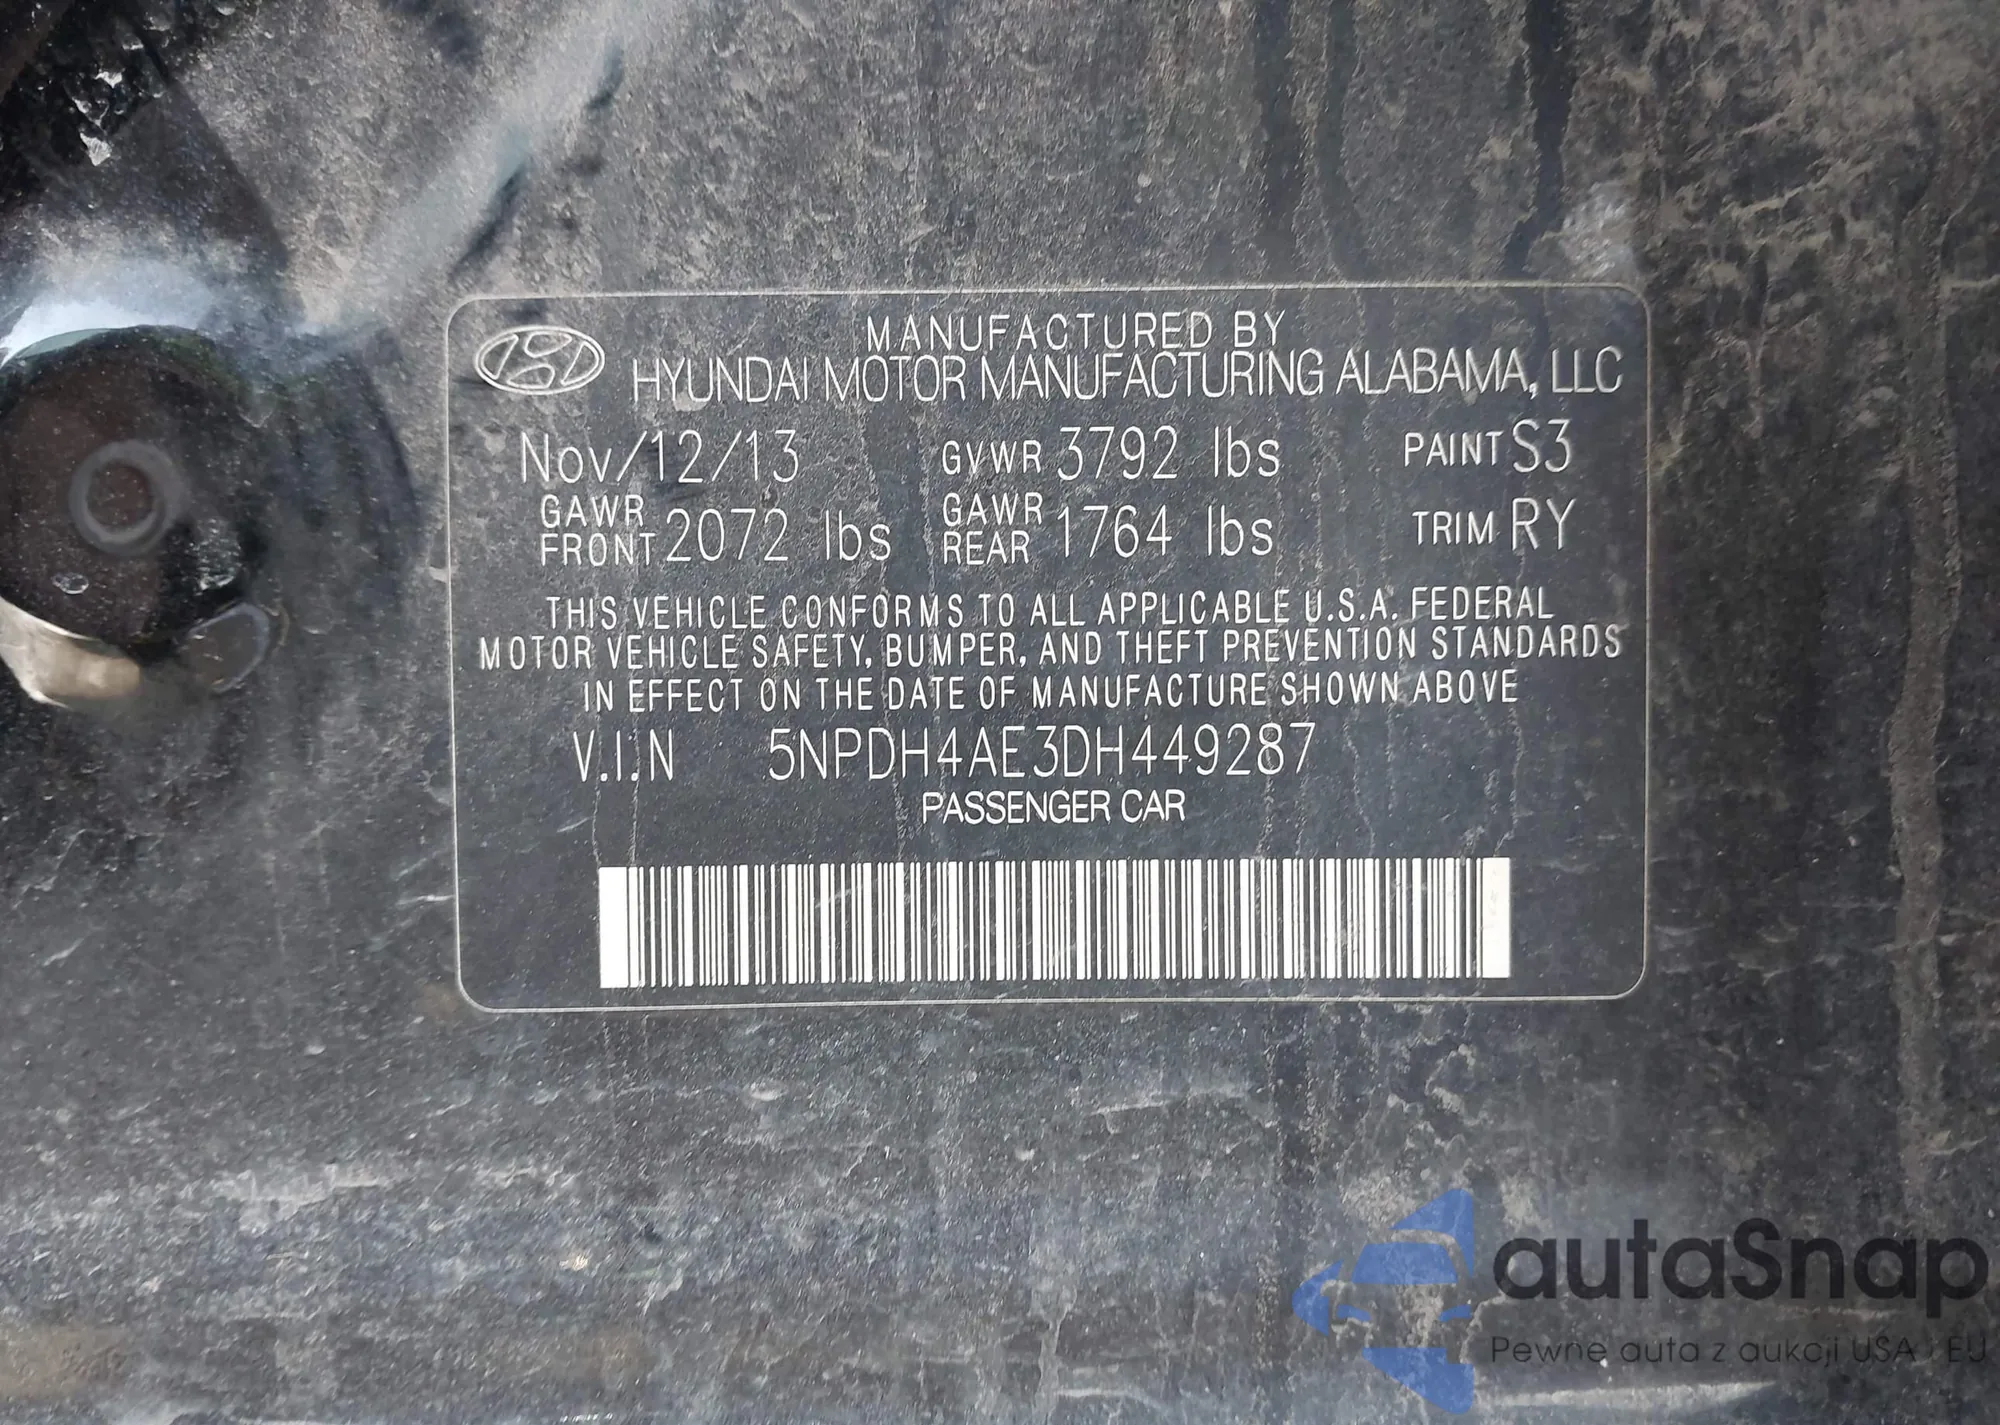 MANUFACTURED BY
HYUNDAI MOTOR MANUFACTURING ALABAMA, LLC
Nov/12/13 GVWR 3792 lbs PAINT S3
GAWR FRONT 2072 lbs GAWR REAR 1764 lbs TRIM RY
THIS VEHICLE CONFORMS TO ALL APPLICABLE U.S.A. FEDERAL
MOTOR VEHICLE SAFETY, BUMPER, AND THEFT PREVENTION STANDARDS
IN EFFECT ON THE DATE OF MANUFACTURE SHOWN ABOVE
V.I.N 5NPDH4AE3DH449287
PASSENGER CAR
autaSnap
Pewne auta z aukcji USA i EU